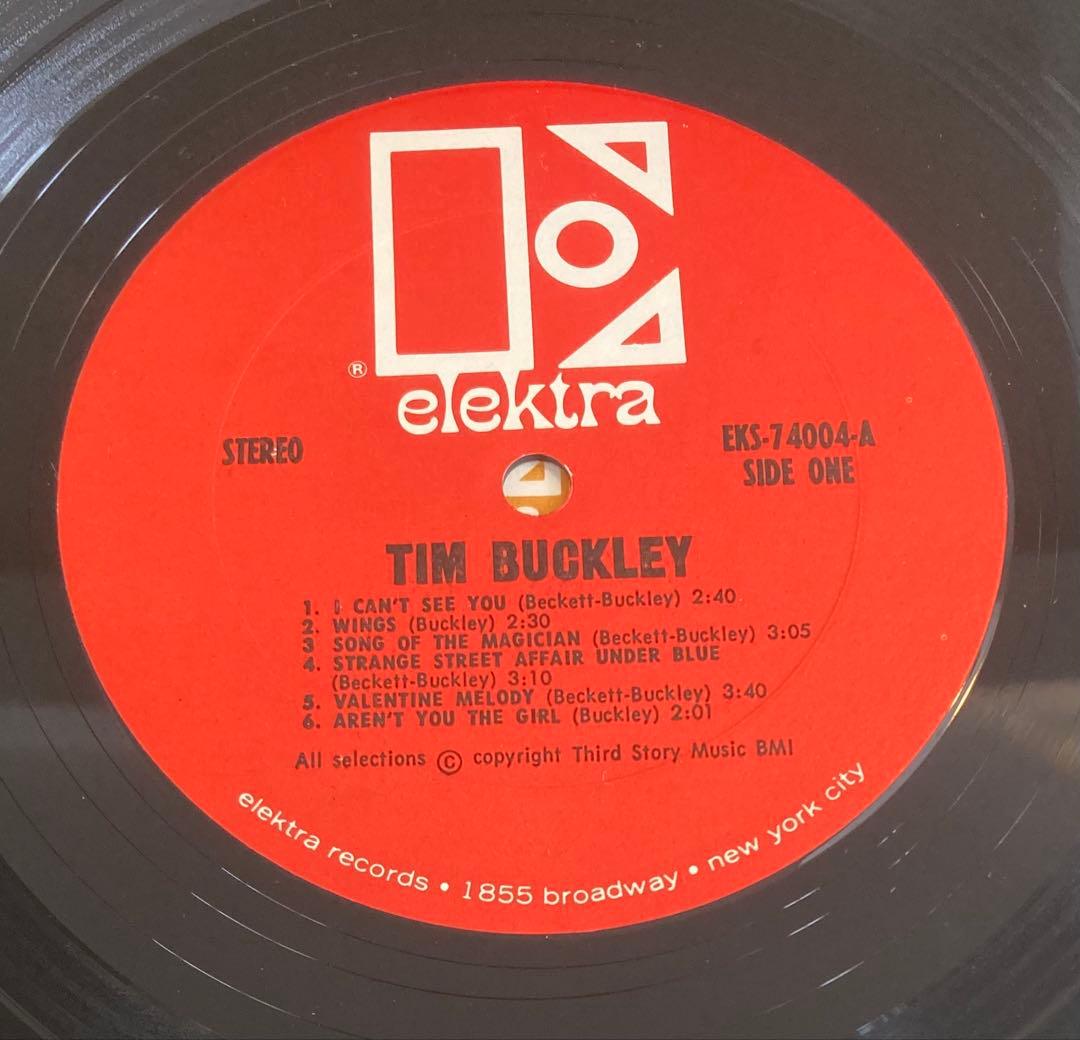 ®
elektra
STEREO
EKS-74004-A
SIDE ONE
TIM BUCKLEY
1. I CAN'T SEE YOU (Beckett-Buckley) 2:40
2. WINGS (Buckley) 2:30
3 SONG OF THE MAGICIAN (Beckett-Buckley) 3:05
4. STRANGE STREET AFFAIR UNDER BLUE
(Beckett-Buckley) 3:10
5. VALENTINE MELODY (Beckett-Buckley) 3:40
6. AREN'T YOU THE GIRL (Buckley) 2:01
All selections © copyright Third Story Music BMI
elektra records • 1855 broadway • new york city